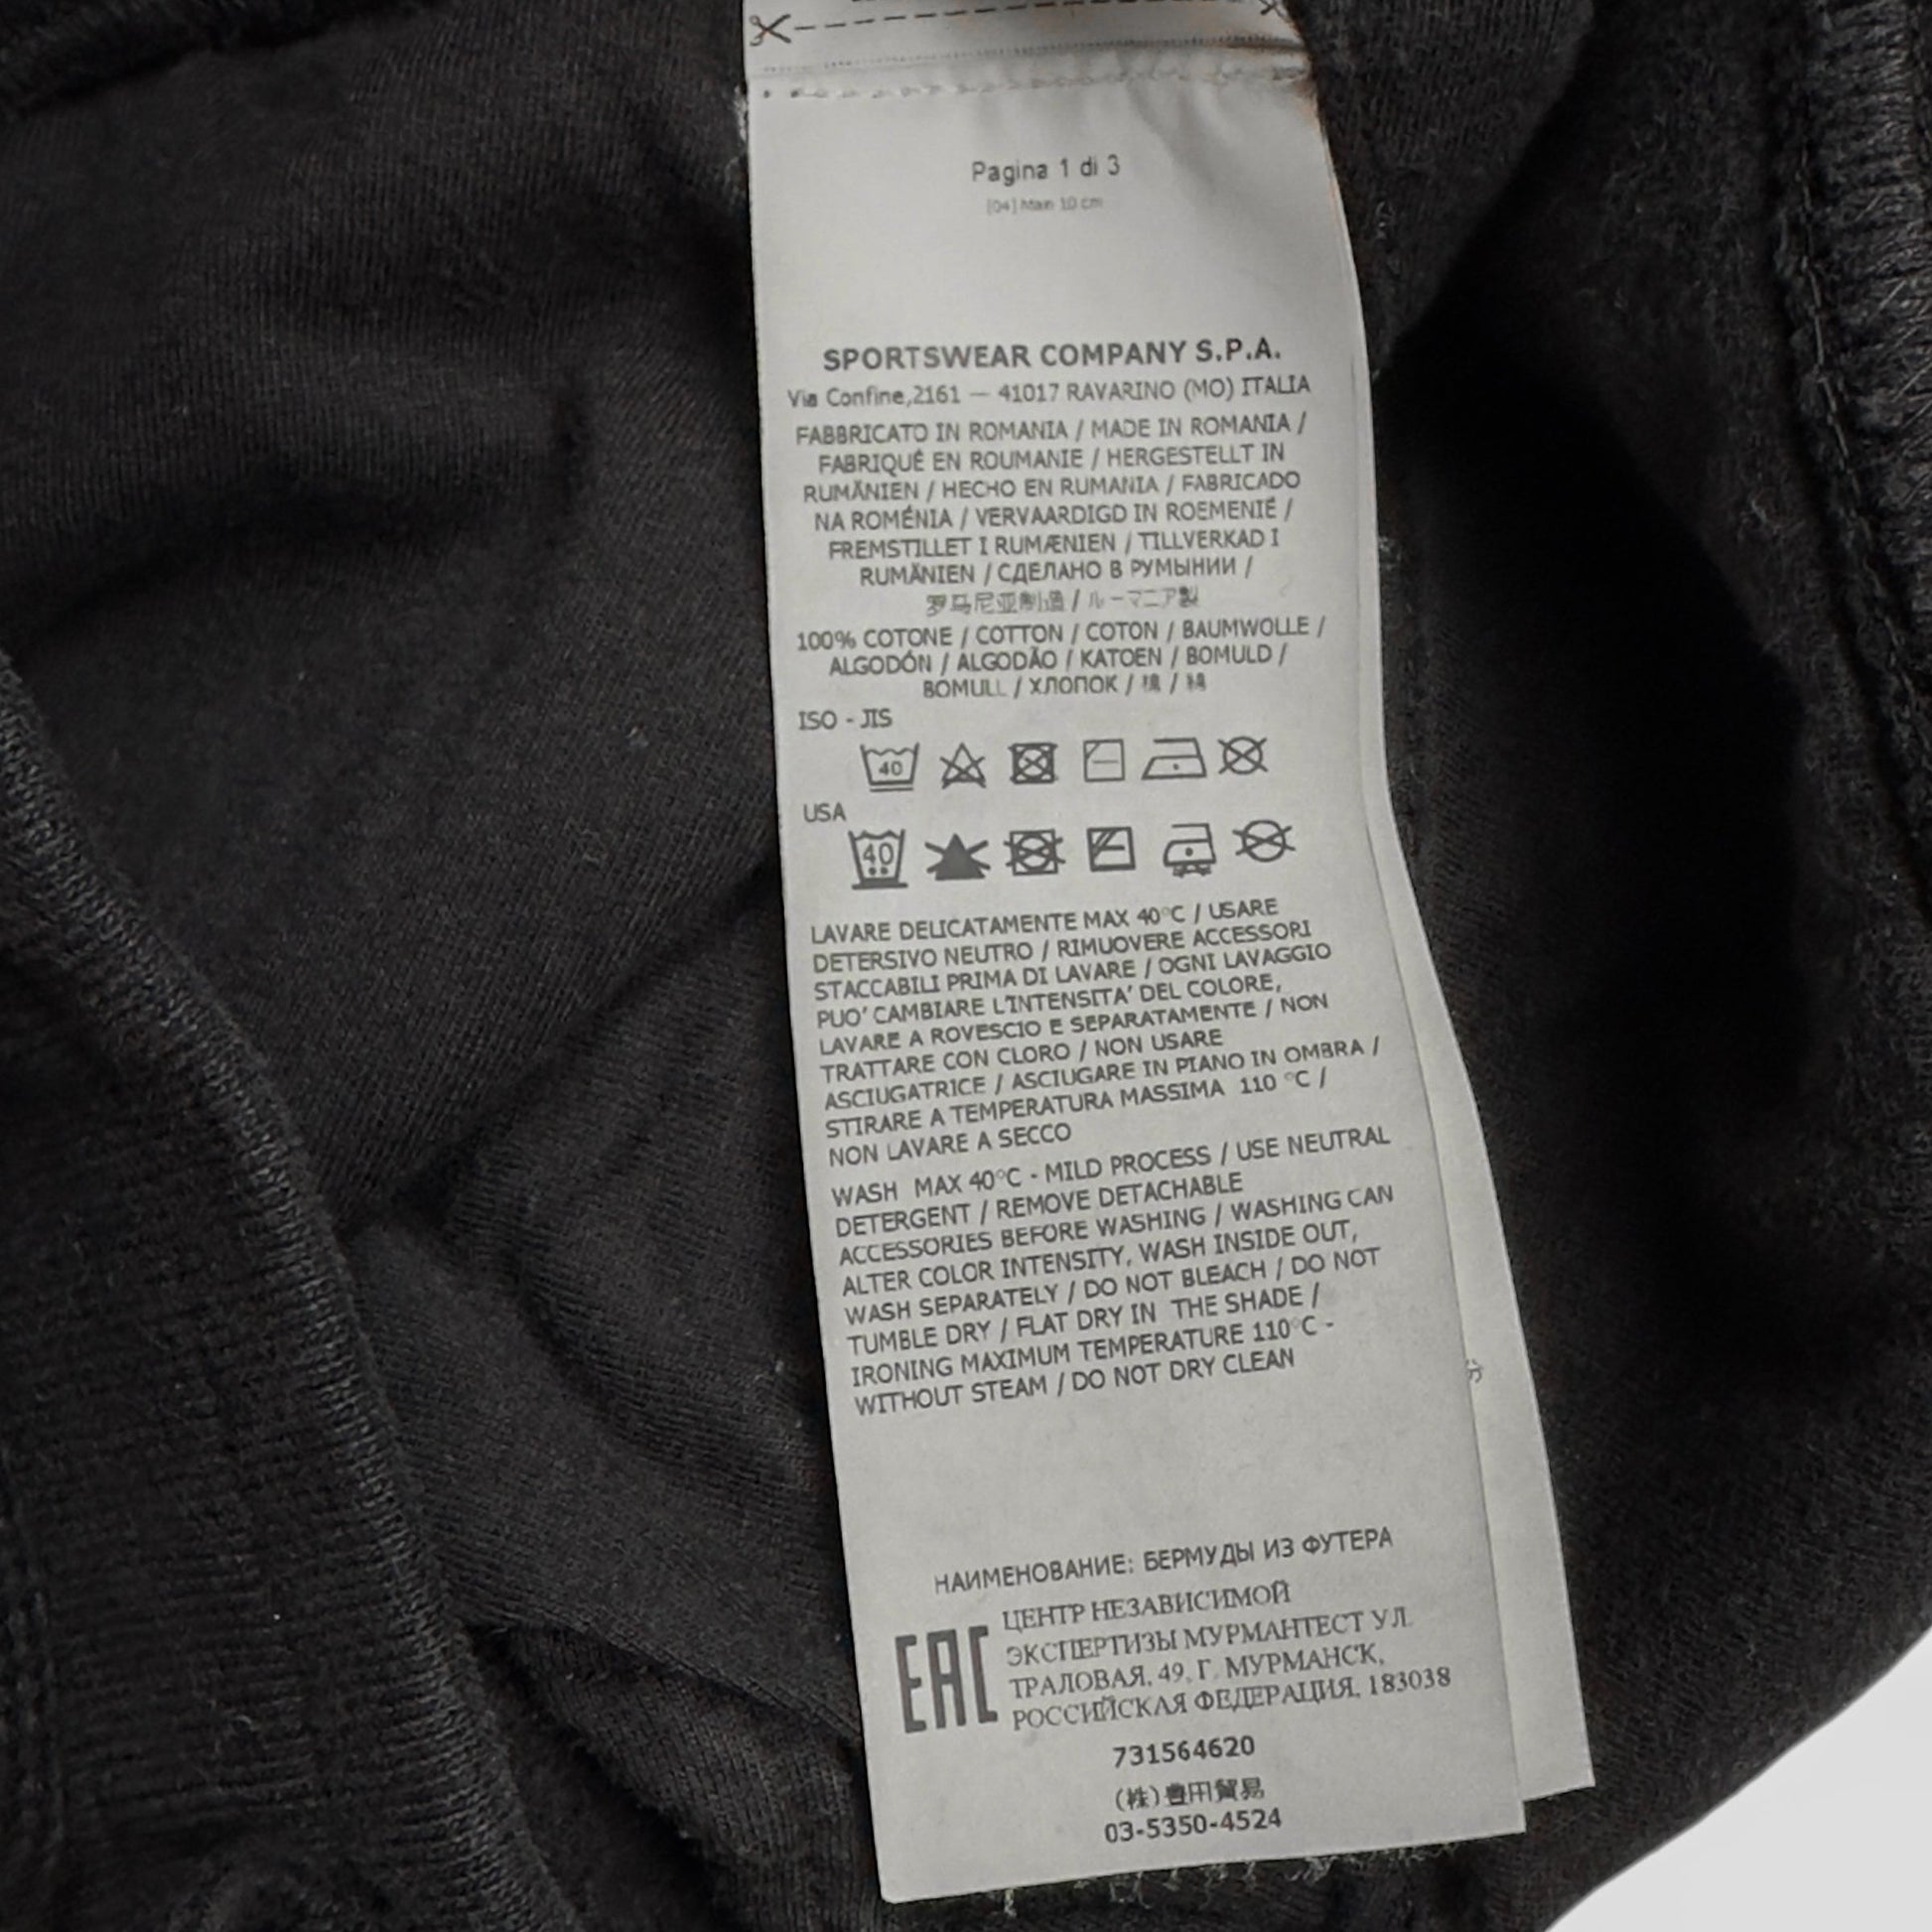 Pagina 1 di 3
[04] Main 10 cm
SPORTSWEAR COMPANY S.P.A.
Via Confine,2161 — 41017 RAVARINO (MO) ITALIA
FABBRICATO IN ROMANIA / MADE IN ROMANIA /
FABRIQUÉ EN ROUMANIE / HERGESTELLT IN
RUMÄNIEN / HECHO EN RUMANIA / FABRICADO
NA ROMÉNIA / VERVAARDIGD IN ROEMENIË /
FREMSTILLET I RUMÆNIEN / TILLVERKAD I
RUMÄNIEN / СДЕЛАНО В РУМЫНИИ /
罗马尼亚制造 / ルーマニア製
100% COTONE / COTTON / COTON / BAUMWOLLE /
ALGODÓN / ALGODÃO / KATOEN / BOMULD /
BOMULL / ХЛОПОК / 棉 / 綿
ISO - JIS
40
USA
40
LAVARE DELICATAMENTE MAX 40°C / USARE
DETERSIVO NEUTRO / RIMUOVERE ACCESSORI
STACCABILI PRIMA DI LAVARE / OGNI LAVAGGIO
PUO' CAMBIARE L'INTENSITA' DEL COLORE,
LAVARE A ROVESCIO E SEPARATAMENTE / NON
TRATTARE CON CLORO / NON USARE
ASCIUGATRICE / ASCIUGARE IN PIANO IN OMBRA /
STIRARE A TEMPERATURA MASSIMA 110 °C /
NON LAVARE A SECCO
WASH MAX 40°C - MILD PROCESS / USE NEUTRAL
DETERGENT / REMOVE DETACHABLE
ACCESSORIES BEFORE WASHING / WASHING CAN
ALTER COLOR INTENSITY, WASH INSIDE OUT,
WASH SEPARATELY / DO NOT BLEACH / DO NOT
TUMBLE DRY / FLAT DRY IN THE SHADE /
IRONING MAXIMUM TEMPERATURE 110°C -
WITHOUT STEAM / DO NOT DRY CLEAN
НАИМЕНОВАНИЕ: БЕРМУДЫ ИЗ ФУТЕРА
EAC
ЦЕНТР НЕЗАВИСИМОЙ
ЭКСПЕРТИЗЫ МУРМАНТЕСТ УЛ.
ТРАЛОВАЯ, 49, Г. МУРМАНСК,
РОССИЙСКАЯ ФЕДЕРАЦИЯ, 183038
731564620
(株)豊田貿易
03-5350-4524